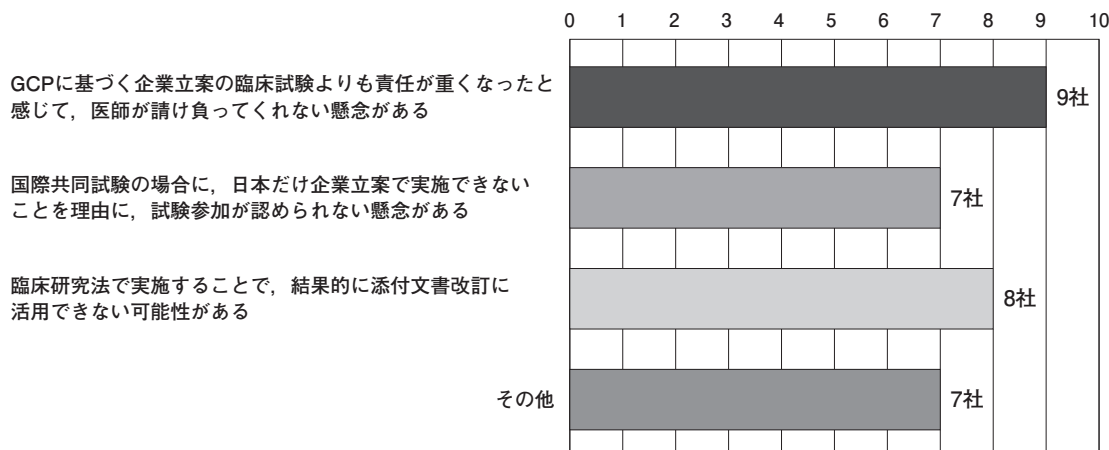 0 1 2 3 4 5 6 7 8 9 10
GCPに基づく企業立案の臨床試験よりも責任が重くなったと
感じて，医師が請け負ってくれない懸念がある
9社
国際共同試験の場合に，日本だけ企業立案で実施できない
ことを理由に，試験参加が認められない懸念がある
7社
臨床研究法で実施することで，結果的に添付文書改訂に
活用できない可能性がある
8社
その他
7社